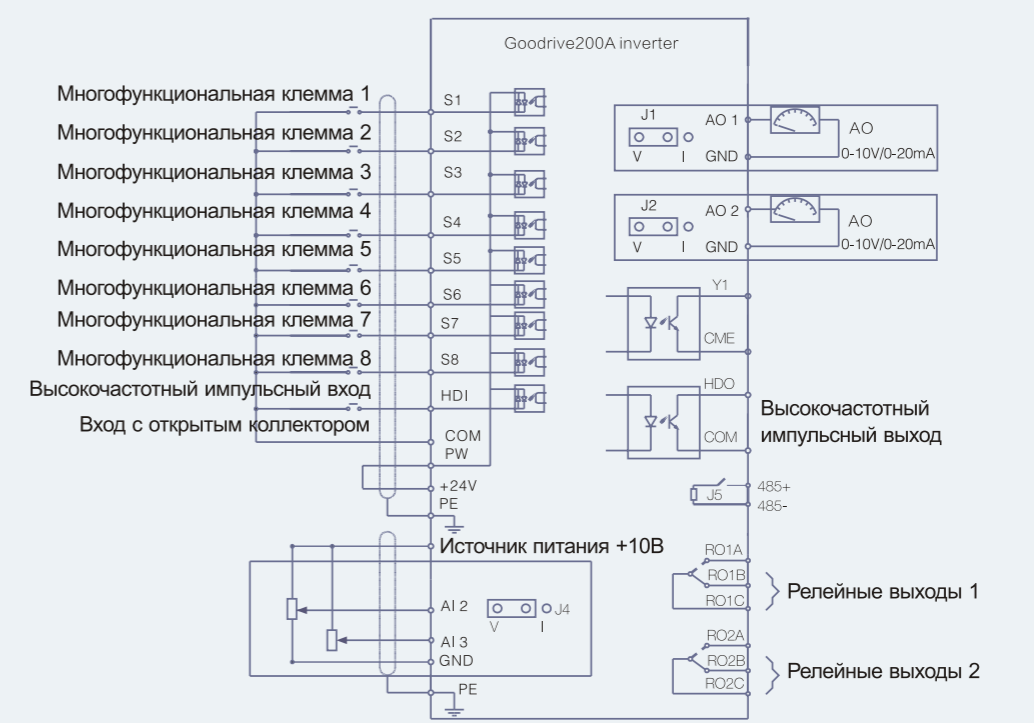 Goodrive200A inverter
Многофункциональная клемма 1
S1
Многофункциональная клемма 2
S2
Многофункциональная клемма 3
S3
Многофункциональная клемма 4
S4
Многофункциональная клемма 5
S5
Многофункциональная клемма 6
S6
Многофункциональная клемма 7
S7
Многофункциональная клемма 8
S8
Высокочастотный импульсный вход
HDI
Вход с открытым коллектором
COM
PW
+24V
PE
Источник питания +10В
AI 2
J4
V I
AI 3
GND
PE
J1
AO 1
AO
V I
GND
0-10V/0-20mA
J2
AO 2
AO
V I
GND
0-10V/0-20mA
Y1
CME
HDO
COM
Высокочастотный
импульсный выход
J5
485+
485-
RO1A
RO1B
RO1C
Релейные выходы 1
RO2A
RO2B
RO2C
Релейные выходы 2